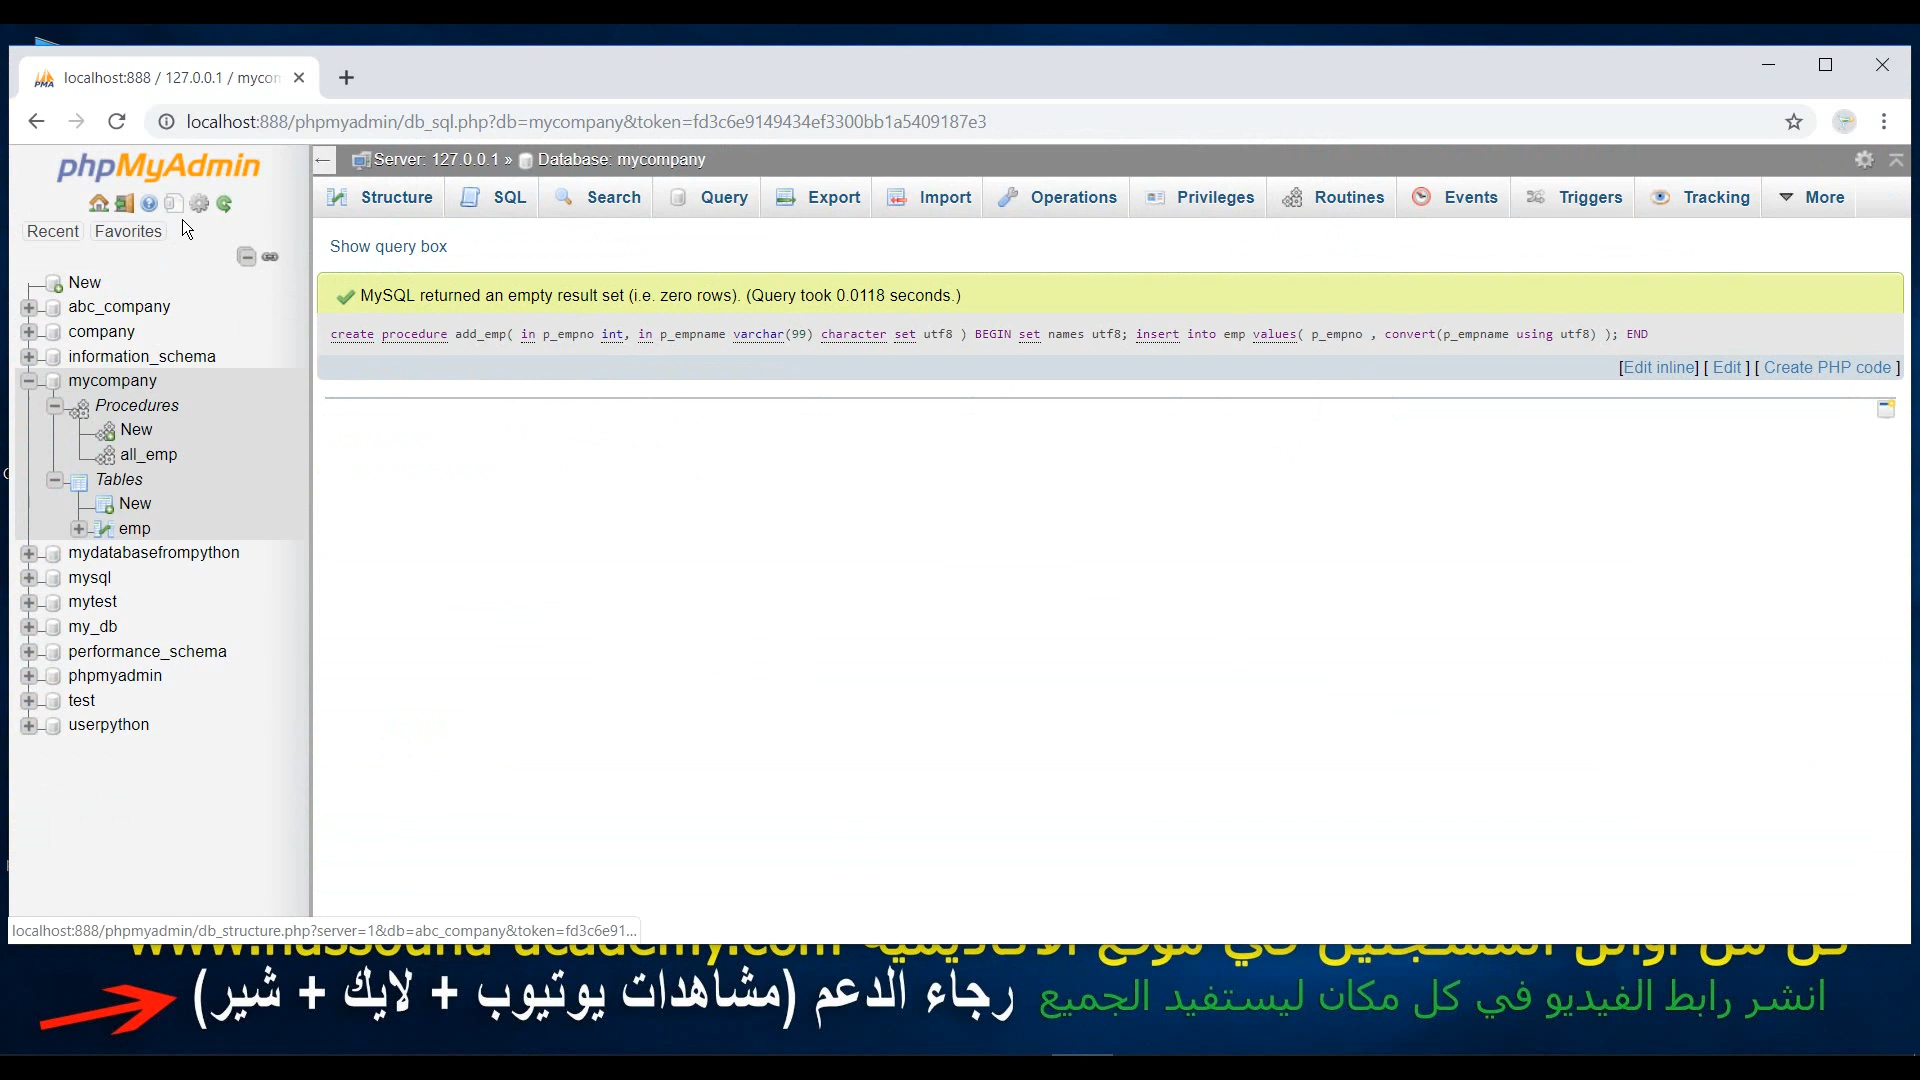 localhost:888 / 127.0.0.1 / mycon
localhost:888/phpmyadmin/db_sql.php?db=mycompany&token=fd3c6e9149434ef3300bb1a5409187e3
phpMyAdmin
Server: 127.0.0.1 » Database: mycompany
Structure SQL Search Query Export Import Operations Privileges Routines Events Triggers Tracking More
Recent Favorites
Show query box
New
abc_company
company
information_schema
mycompany
Procedures
New
all_emp
Tables
New
emp
mydatabasefrompython
mysql
mytest
my_db
performance_schema
phpmyadmin
test
userpython
MySQL returned an empty result set (i.e. zero rows). (Query took 0.0118 seconds.)
create procedure add_emp( in p_empno int, in p_empname varchar(99) character set utf8 ) BEGIN set names utf8; insert into emp values( p_empno , convert(p_empname using utf8) ); END
[Edit inline] [ Edit ] [ Create PHP code ]
localhost:888/phpmyadmin/db_structure.php?server=1&db=abc_company&token=fd3c6e91...
رجاء الدعم (مشاهدات يوتيوب + لايك + شير)
انشر رابط الفيديو في كل مكان ليستفيد الجميع